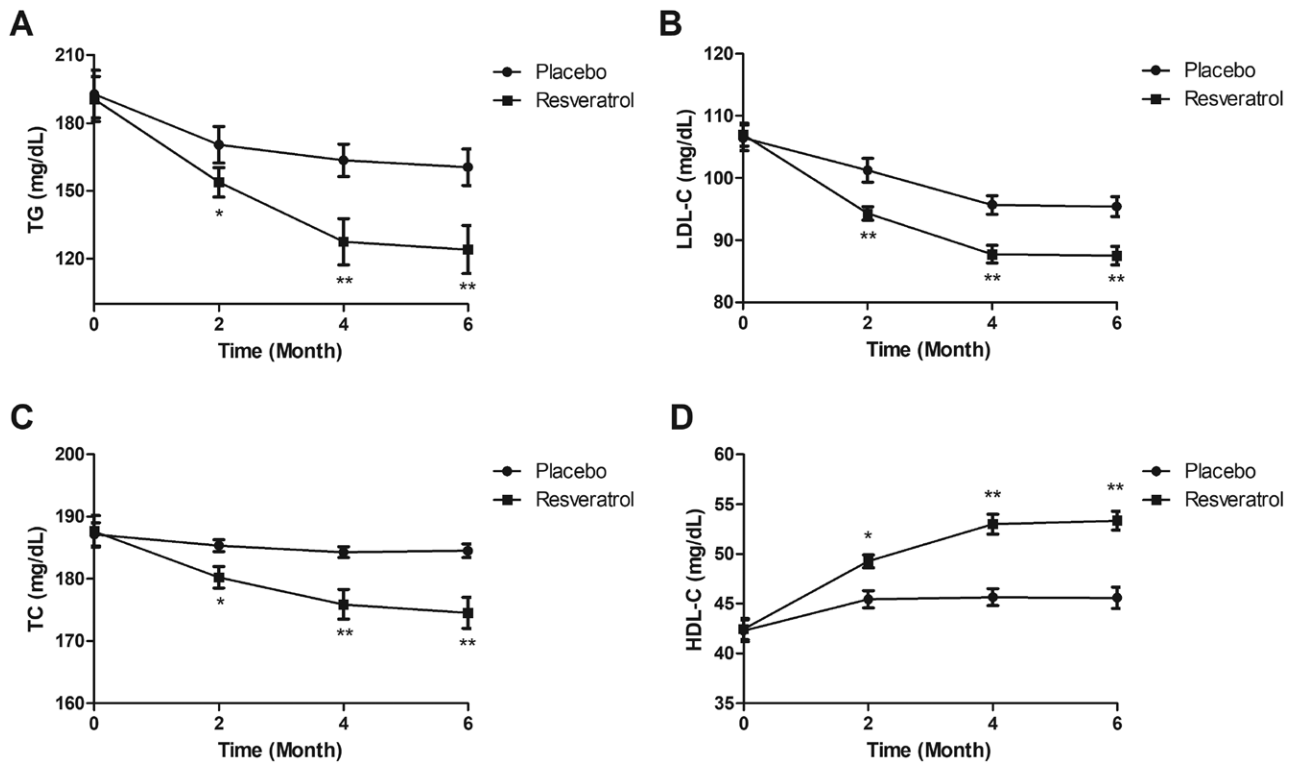 A
210
180
150
120
TG (mg/dL)
0
2
4
6
Time (Month)
Placebo
Resveratrol
*
**
**
B
120
110
100
90
80
LDL-C (mg/dL)
0
2
4
6
Time (Month)
Placebo
Resveratrol
**
**
**
C
200
190
180
170
160
TC (mg/dL)
0
2
4
6
Time (Month)
Placebo
Resveratrol
*
**
**
D
60
55
50
45
40
35
HDL-C (mg/dL)
0
2
4
6
Time (Month)
Placebo
Resveratrol
*
**
**